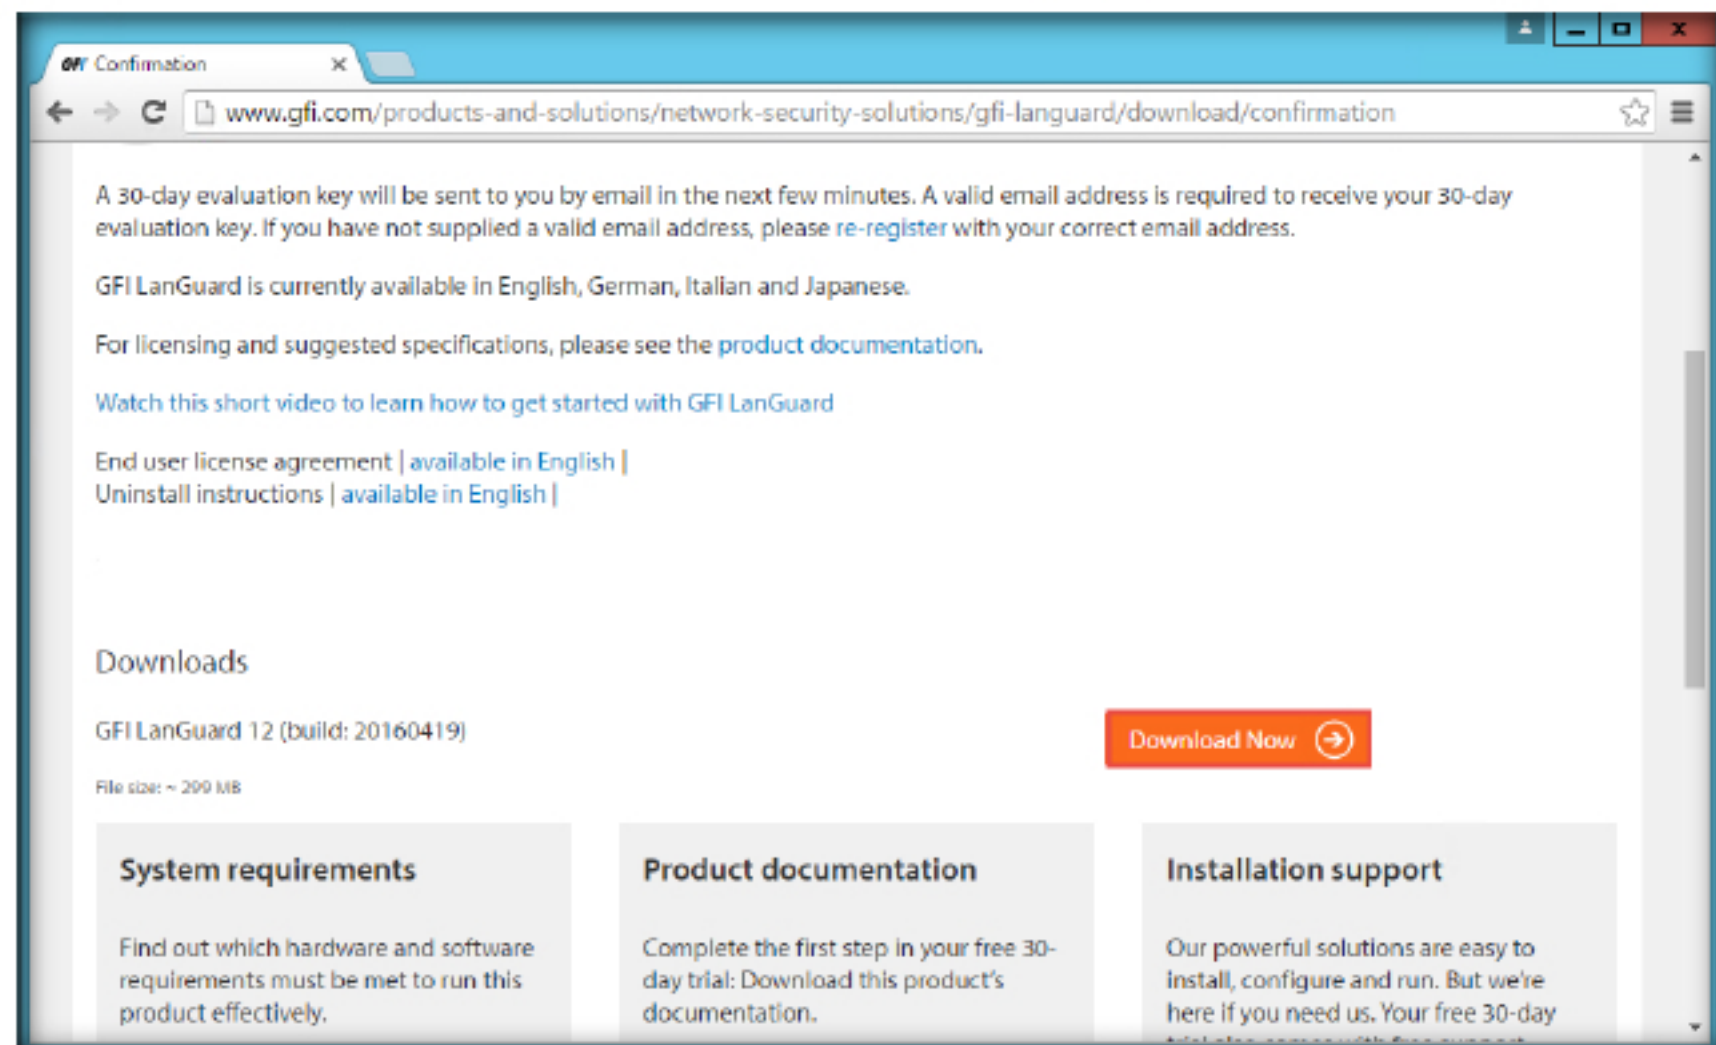 GFI Confirmation
www.gfi.com/products-and-solutions/network-security-solutions/gfi-languard/download/confirmation
A 30-day evaluation key will be sent to you by email in the next few minutes. A valid email address is required to receive your 30-day
evaluation key. If you have not supplied a valid email address, please re-register with your correct email address.
GFI LanGuard is currently available in English, German, Italian and Japanese.
For licensing and suggested specifications, please see the product documentation.
Watch this short video to learn how to get started with GFI LanGuard
End user license agreement | available in English |
Uninstall instructions | available in English |
Downloads
GFI LanGuard 12 (build: 20160419)
Download Now
File size: ~ 299 MB
System requirements
Find out which hardware and software
requirements must be met to run this
product effectively.
Product documentation
Complete the first step in your free 30-
day trial: Download this product's
documentation.
Installation support
Our powerful solutions are easy to
install, configure and run. But we're
here if you need us. Your free 30-day